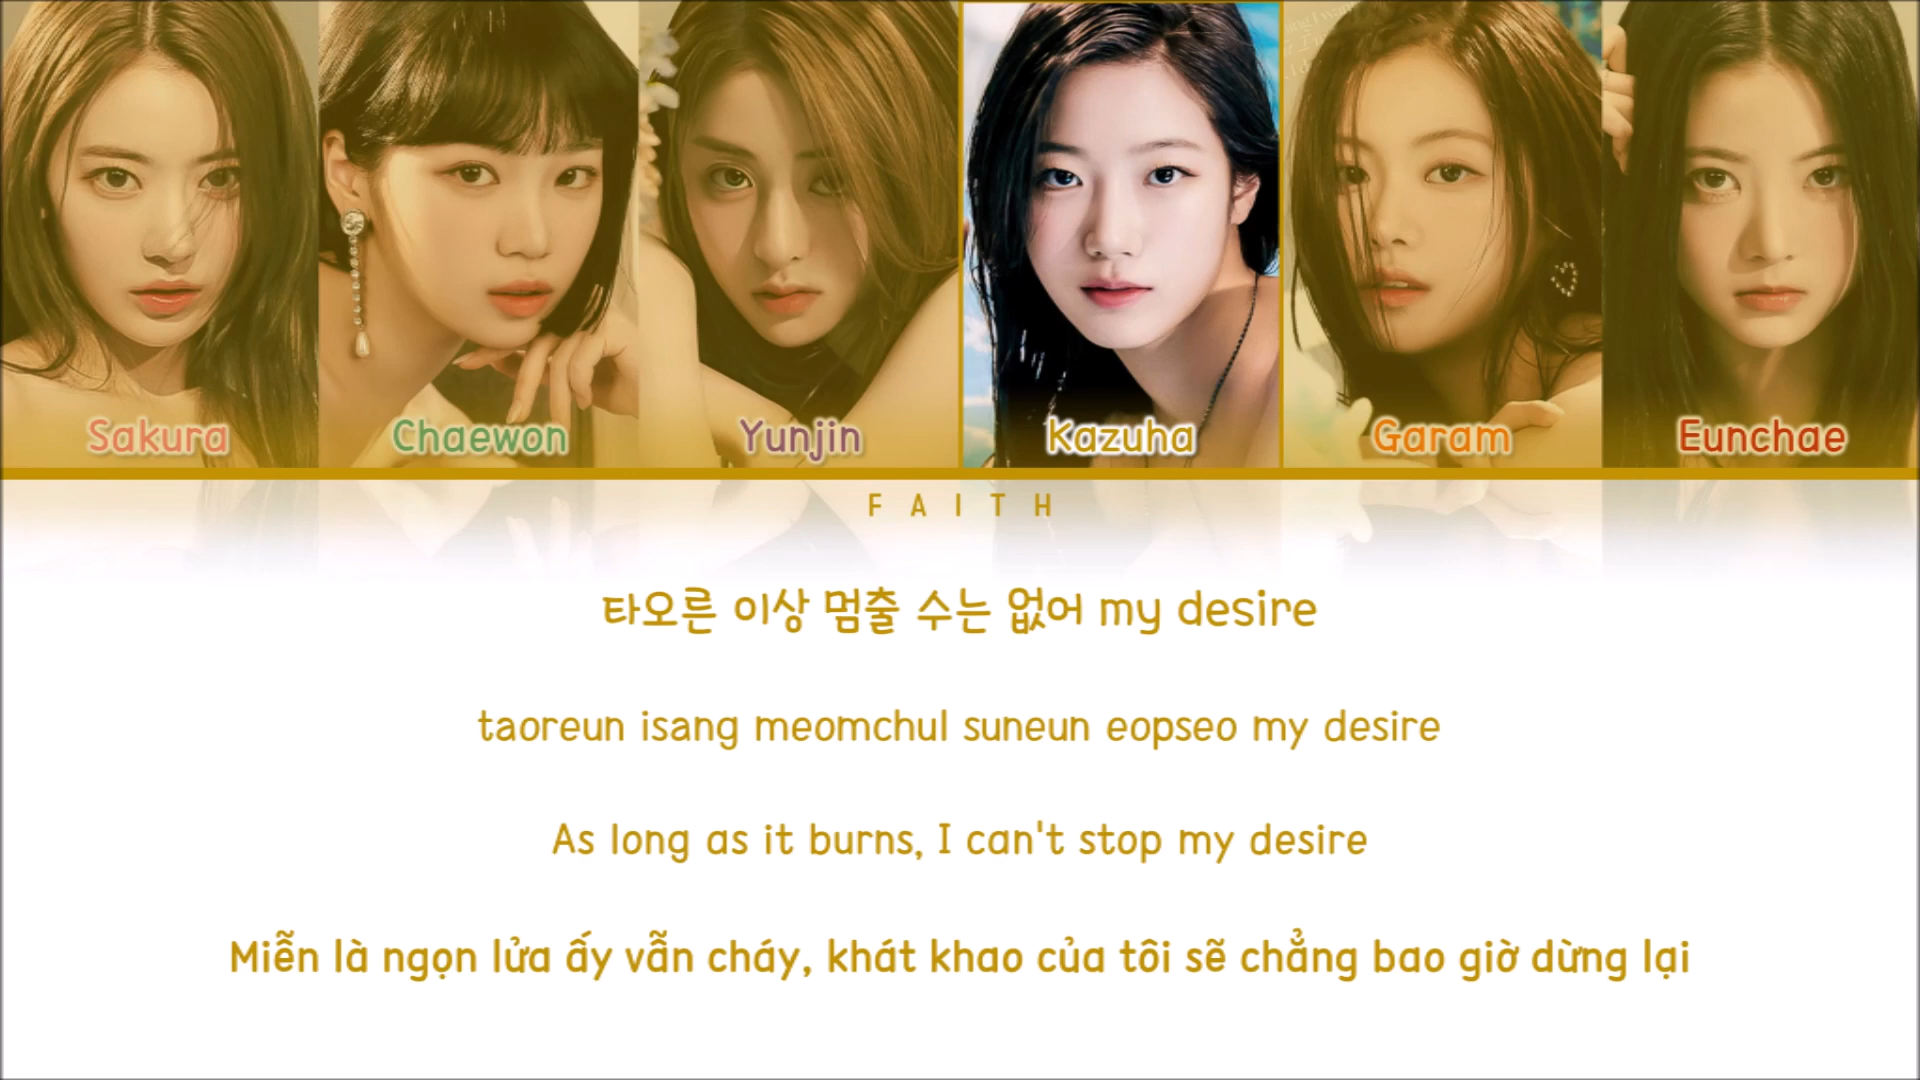 Sakura Chaewon Yunjin Kazuha Garam Eunchae
FAITH
타오른 이상 멈출 수는 없어 my desire
taoreun isang meomchul suneun eopseo my desire
As long as it burns, I can't stop my desire
Miễn là ngọn lửa ấy vẫn cháy, khát khao của tôi sẽ chẳng bao giờ dừng lại